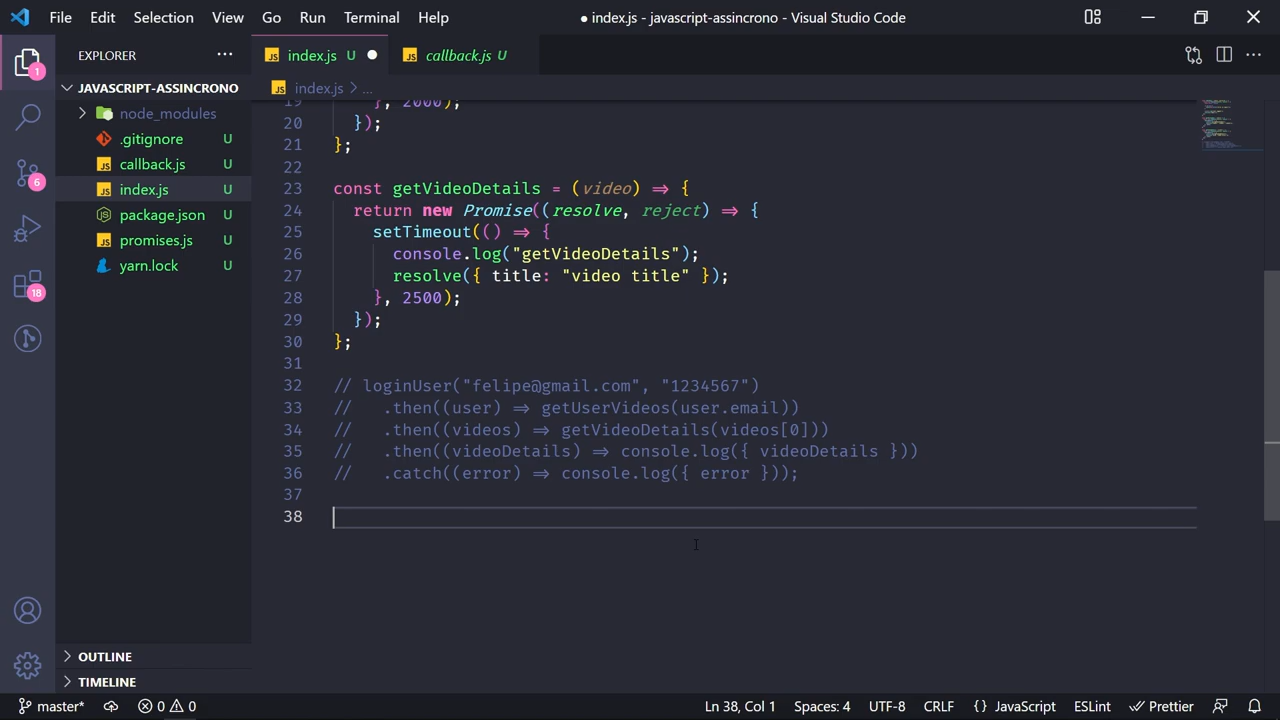 File Edit Selection View Go Run Terminal Help
● index.js - javascript-assincrono - Visual Studio Code
EXPLORER
index.js U
callback.js U
JAVASCRIPT-ASSINCRONO
index.js > ...
node_modules
.gitignore U
callback.js U
index.js U
package.json U
promises.js U
yarn.lock U
1
6
18
19 }, 2000);
20 });
21 };
22
23 const getVideoDetails = (video) => {
24 return new Promise((resolve, reject) => {
25 setTimeout(() => {
26 console.log("getVideoDetails");
27 resolve({ title: "video title" });
28 }, 2500);
29 });
30 };
31
32 // loginUser("felipe@gmail.com", "1234567")
33 // .then((user) => getUserVideos(user.email))
34 // .then((videos) => getVideoDetails(videos[0]))
35 // .then((videoDetails) => console.log({ videoDetails }))
36 // .catch((error) => console.log({ error }));
37
38
OUTLINE
TIMELINE
master* 0 0 Ln 38, Col 1 Spaces: 4 UTF-8 CRLF {} JavaScript ESLint Prettier